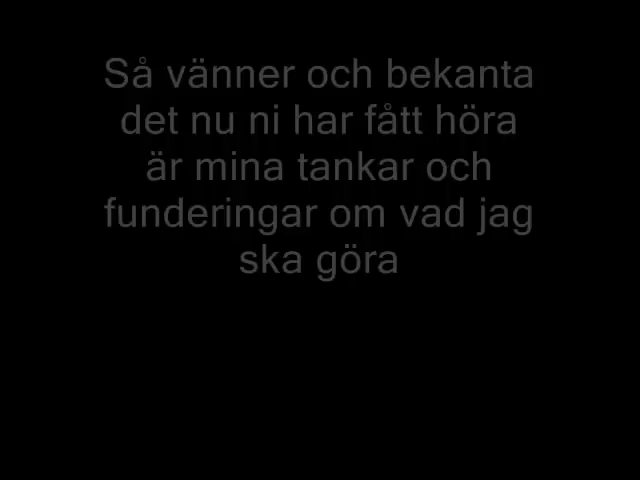 Så vänner och bekanta
det nu ni har fått höra
är mina tankar och
funderingar om vad jag
ska göra